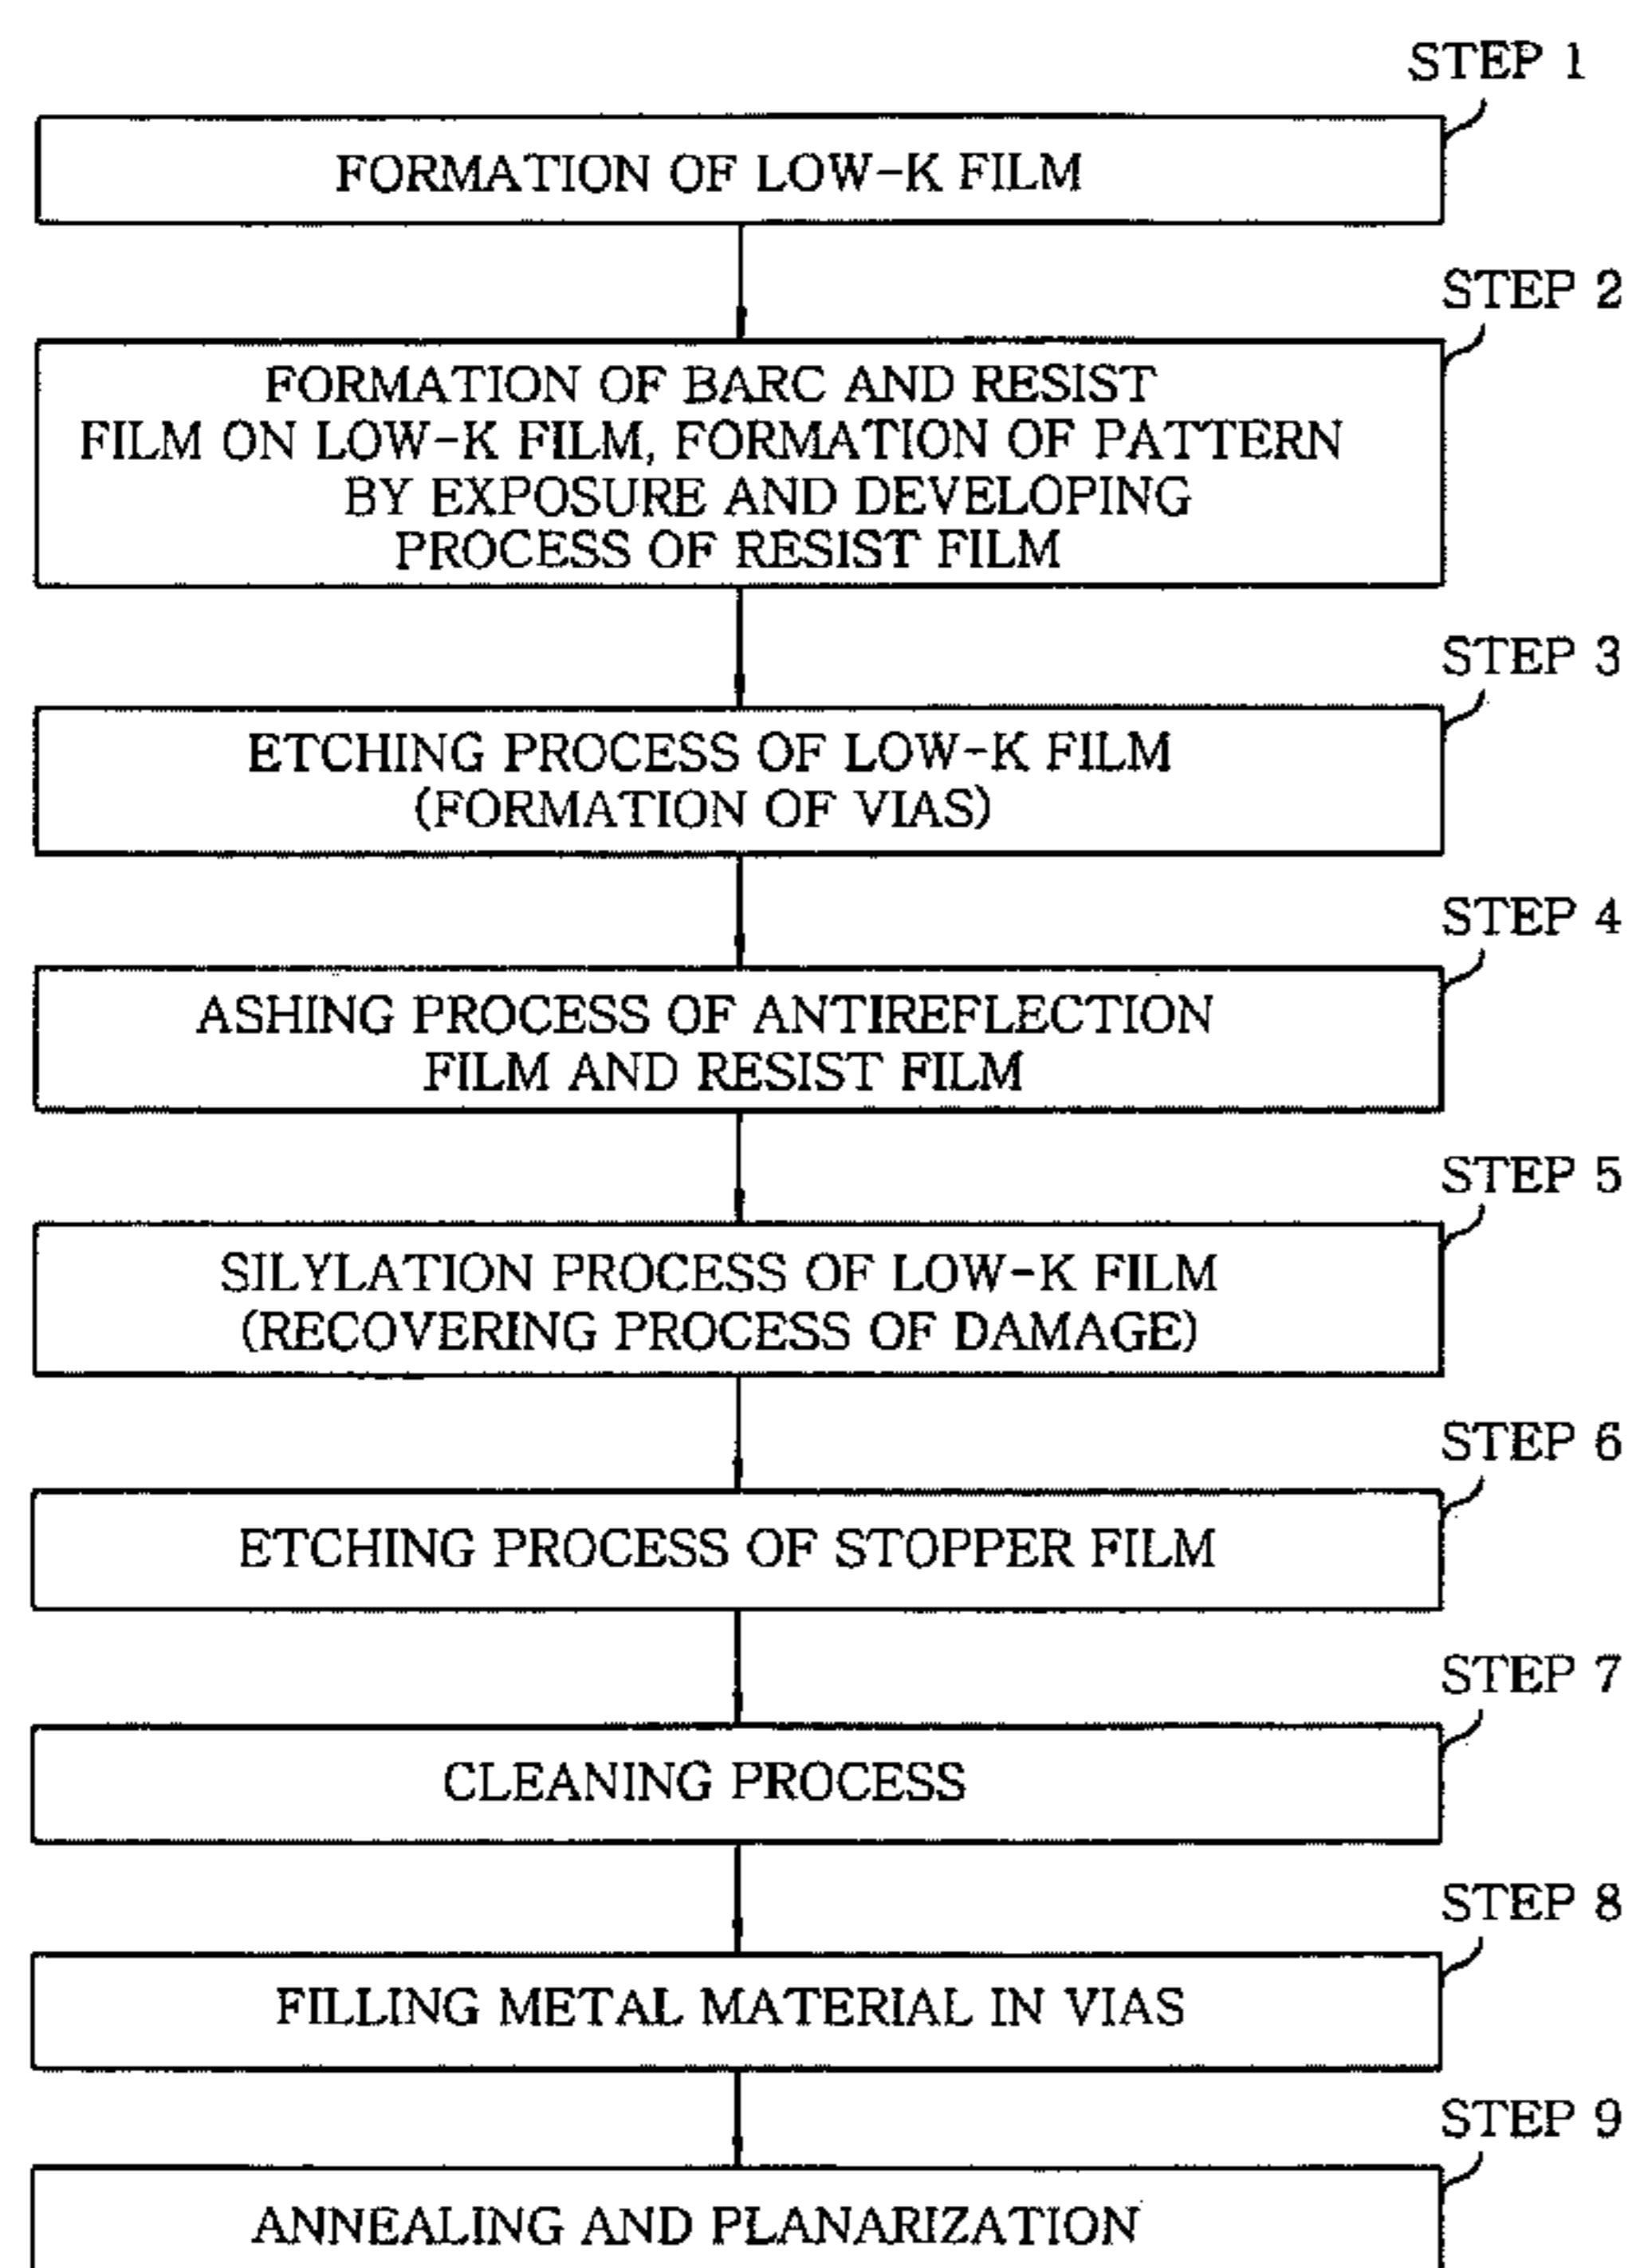 STEP 1
FORMATION OF LOW-K FILM
STEP 2
FORMATION OF BARC AND RESIST
FILM ON LOW-K FILM, FORMATION OF PATTERN
BY EXPOSURE AND DEVELOPING
PROCESS OF RESIST FILM
STEP 3
ETCHING PROCESS OF LOW-K FILM
(FORMATION OF VIAS)
STEP 4
ASHING PROCESS OF ANTIREFLECTION
FILM AND RESIST FILM
STEP 5
SILYLATION PROCESS OF LOW-K FILM
(RECOVERING PROCESS OF DAMAGE)
STEP 6
ETCHING PROCESS OF STOPPER FILM
STEP 7
CLEANING PROCESS
STEP 8
FILLING METAL MATERIAL IN VIAS
STEP 9
ANNEALING AND PLANARIZATION